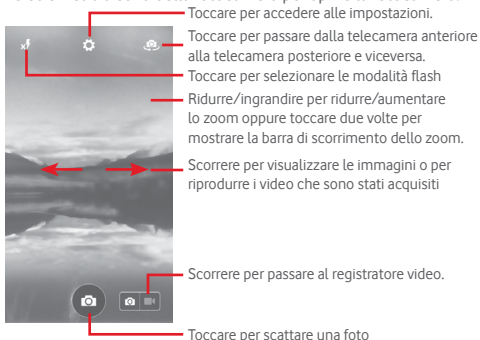 Toccare per accedere alle impostazioni.
Toccare per passare dalla telecamera anteriore
alla telecamera posteriore e viceversa.
Toccare per selezionare le modalità flash
Ridurre/ingrandire per ridurre/aumentare
lo zoom oppure toccare due volte per
mostrare la barra di scorrimento dello zoom.
Scorrere per visualizzare le immagini o per
riprodurre i video che sono stati acquisiti
Scorrere per passare al registratore video.
Toccare per scattare una foto